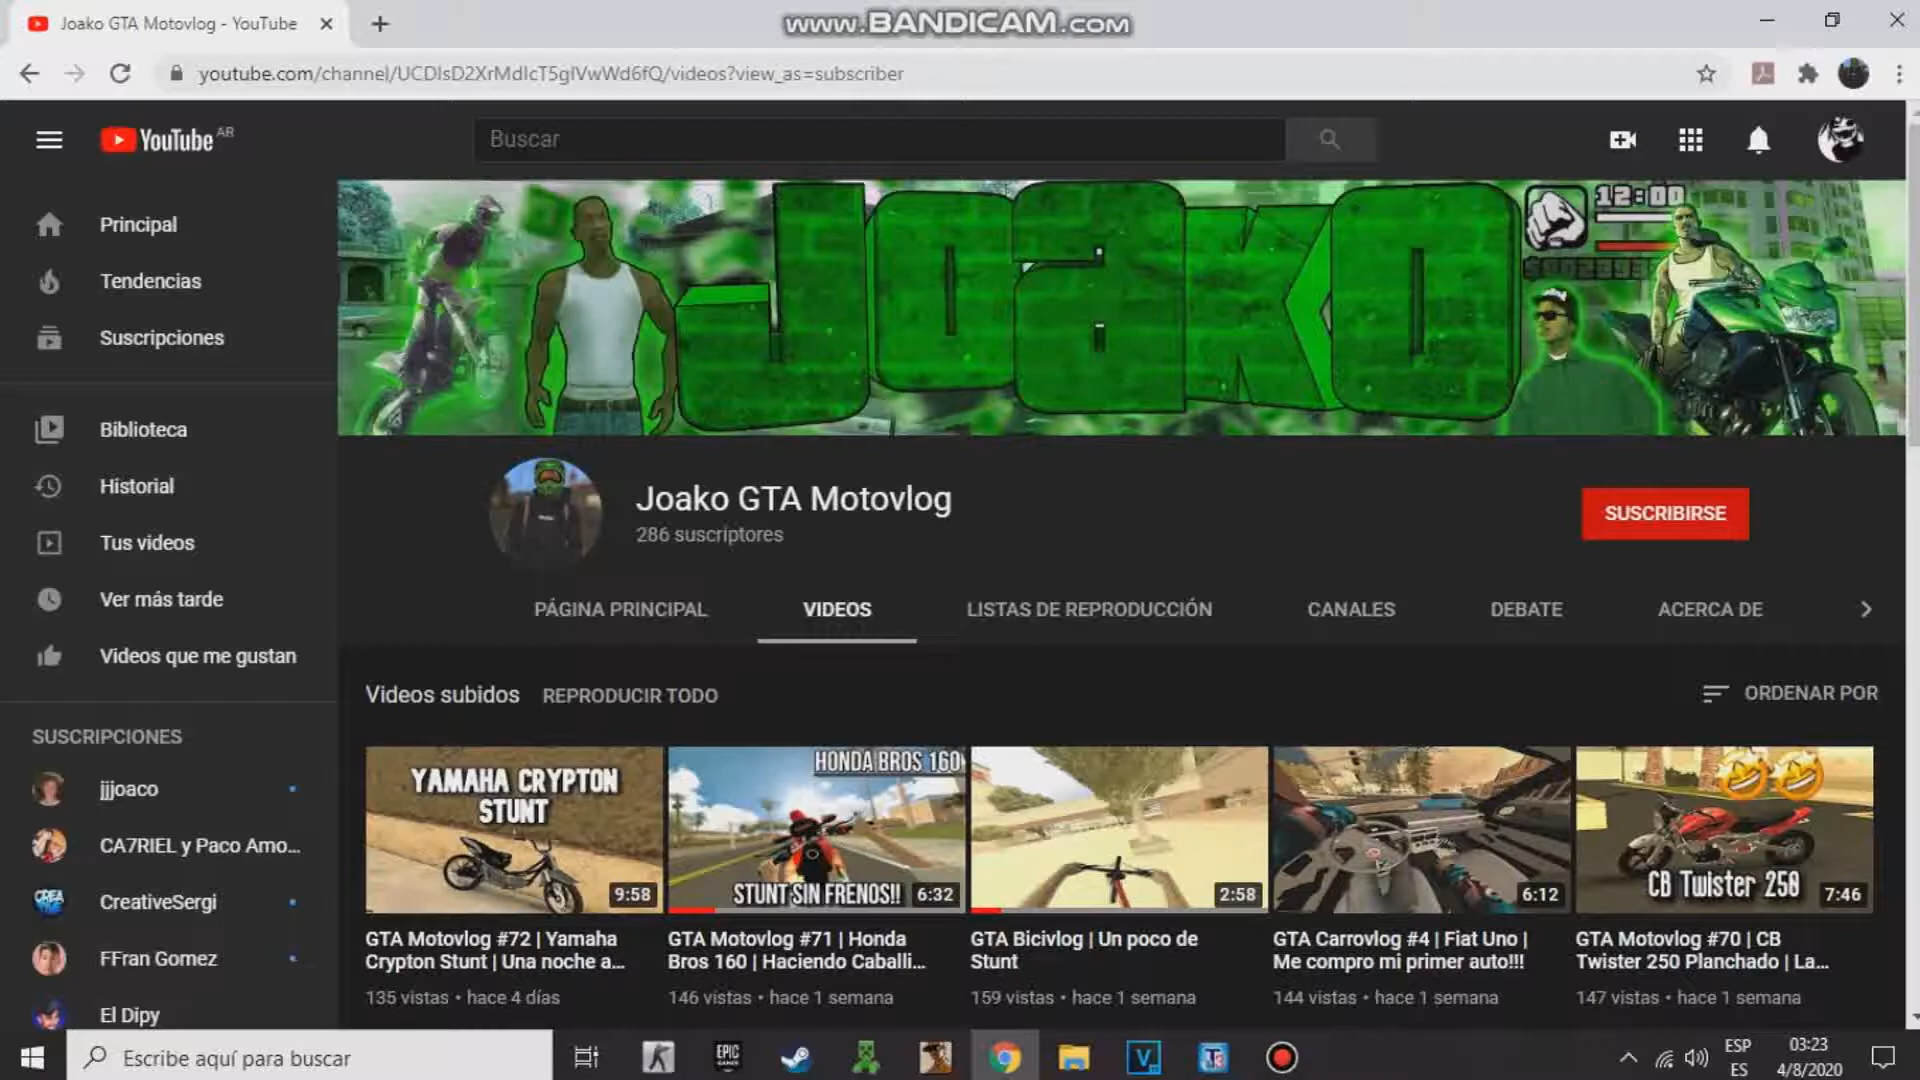 Joako GTA Motovlog - YouTube
www.BANDICAM.com
youtube.com/channel/UCDIsD2XrMdIcT5gIVwWd6fQ/videos?view_as=subscriber
YouTube AR
Buscar
Principal
Tendencias
Suscripciones
Biblioteca
Historial
Tus videos
Ver más tarde
Videos que me gustan
SUSCRIPCIONES
jjjoaco
CA7RIEL y Paco Amo...
CreativeSergi
FFran Gomez
El Dipy
JOaKO
12:00
Joako GTA Motovlog
286 suscriptores
SUSCRIBIRSE
PÁGINA PRINCIPAL
VIDEOS
LISTAS DE REPRODUCCIÓN
CANALES
DEBATE
ACERCA DE
Videos subidos
REPRODUCIR TODO
ORDENAR POR
YAMAHA CRYPTON
STUNT
9:58
GTA Motovlog #72 | Yamaha
Crypton Stunt | Una noche a...
135 vistas • hace 4 días
HONDA BROS 160
STUNT SIN FRENOS!!
6:32
GTA Motovlog #71 | Honda
Bros 160 | Haciendo Caballi...
146 vistas • hace 1 semana
2:58
GTA Bicivlog | Un poco de
Stunt
159 vistas • hace 1 semana
6:12
GTA Carrovlog #4 | Fiat Uno |
Me compro mi primer auto!!!
144 vistas • hace 1 semana
CB Twister 250
7:46
GTA Motovlog #70 | CB
Twister 250 Planchado | La...
147 vistas • hace 1 semana
Escribe aquí para buscar
EPIC
GAMES
ESP
ES
03:23
4/8/2020